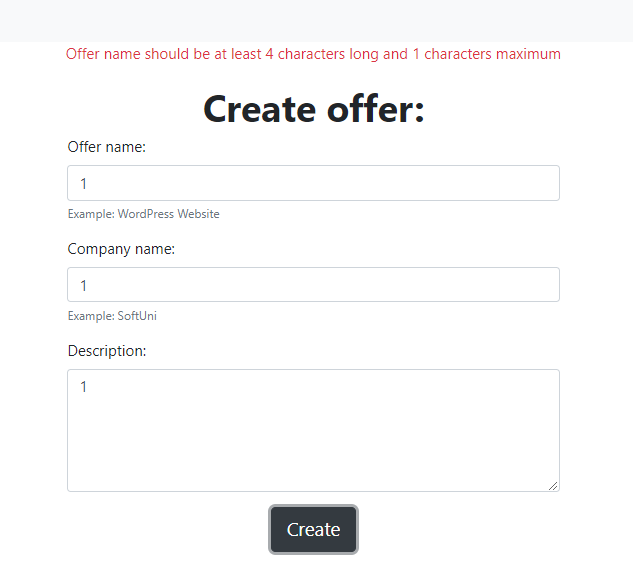 Offer name should be at least 4 characters long and 1 characters maximum
Create offer:
Offer name:
1
Example: WordPress Website
Company name:
1
Example: SoftUni
Description:
1
Create